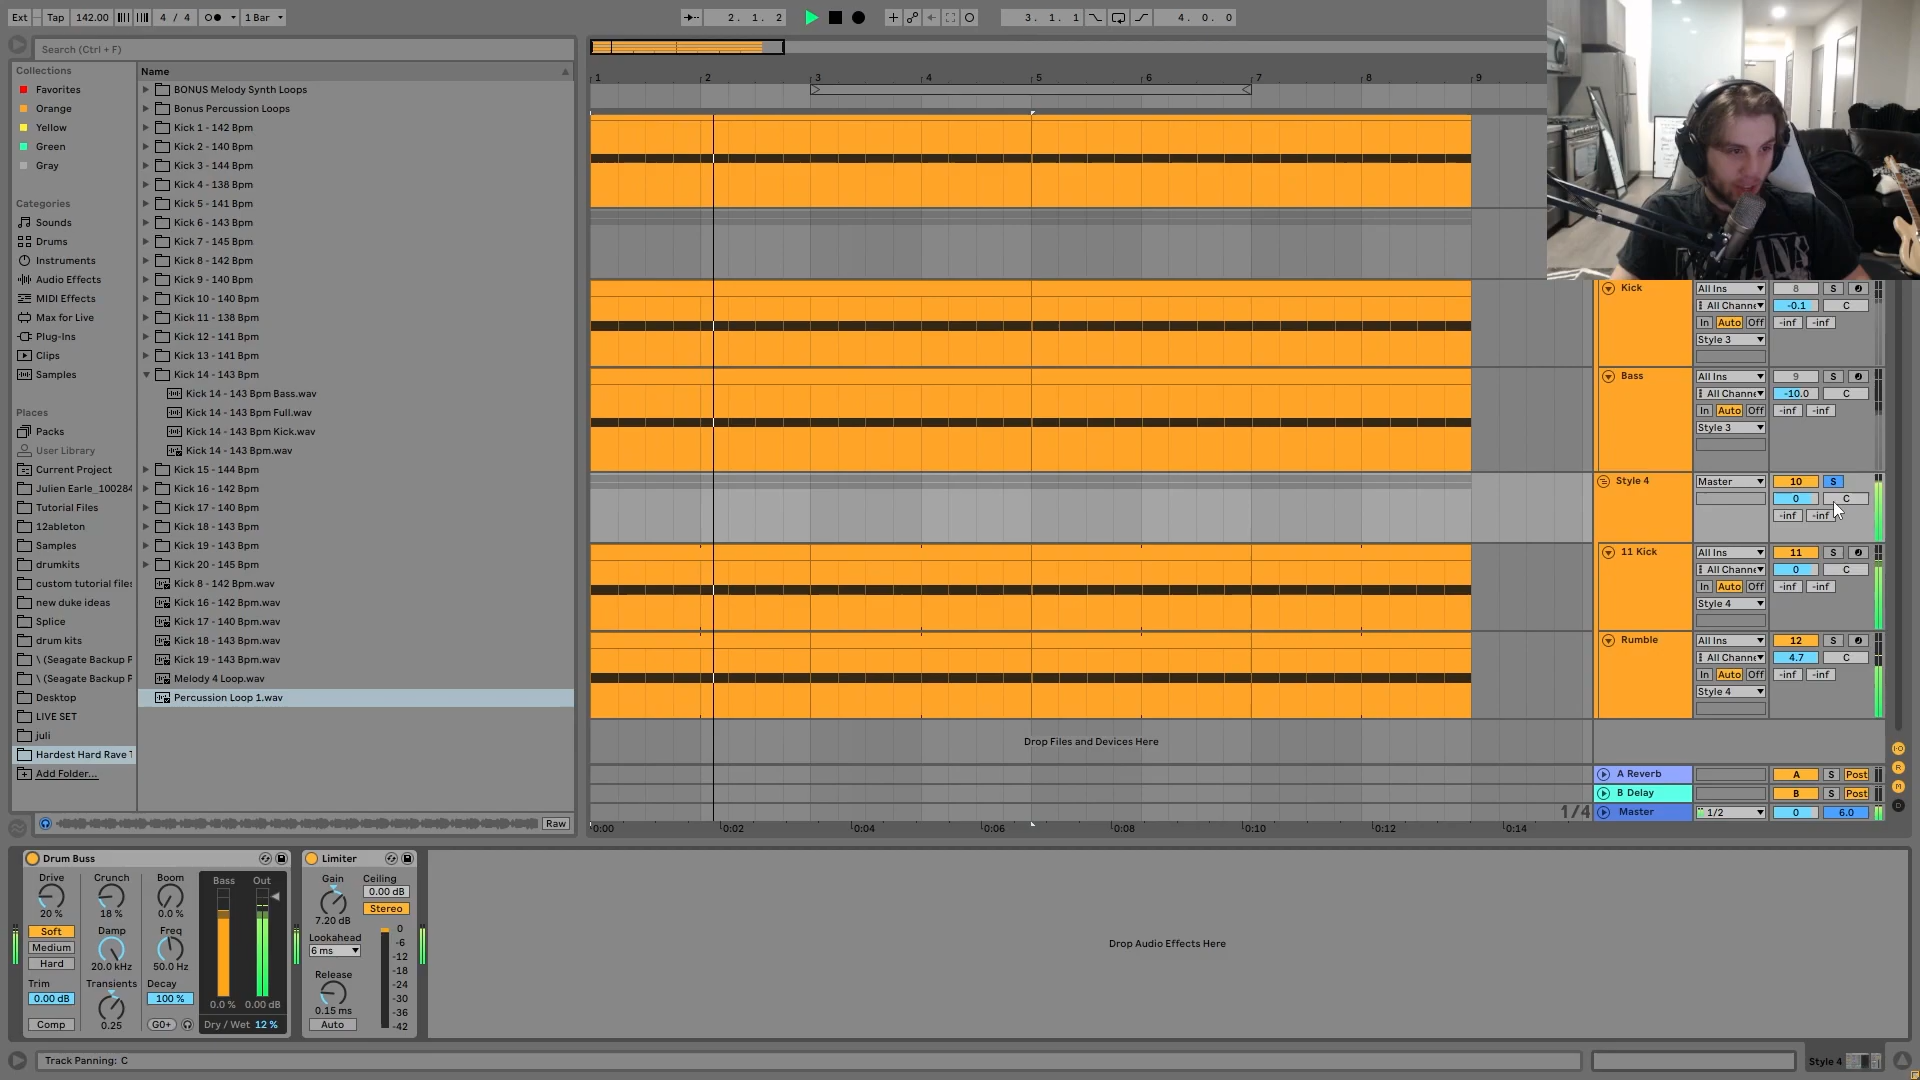 Ext Tap 142.00 4 / 4 1 Bar 2. 1. 2 3. 1. 1 4. 0. 0
Search (Ctrl + F)
Collections
Favorites
Orange
Yellow
Green
Gray
Categories
Sounds
Drums
Instruments
Audio Effects
MIDI Effects
Max for Live
Plug-Ins
Clips
Samples
Places
Packs
User Library
Current Project
Julien Earle_100284
Tutorial Files
12ableton
Samples
drumkits
custom tutorial files
new duke ideas
Splice
drum kits
\ (Seagate Backup P
\ (Seagate Backup P
Desktop
LIVE SET
juli
Hardest Hard Rave T
Add Folder...
Name
BONUS Melody Synth Loops
Bonus Percussion Loops
Kick 1 - 142 Bpm
Kick 2 - 140 Bpm
Kick 3 - 144 Bpm
Kick 4 - 138 Bpm
Kick 5 - 141 Bpm
Kick 6 - 143 Bpm
Kick 7 - 145 Bpm
Kick 8 - 142 Bpm
Kick 9 - 140 Bpm
Kick 10 - 140 Bpm
Kick 11 - 138 Bpm
Kick 12 - 141 Bpm
Kick 13 - 141 Bpm
Kick 14 - 143 Bpm
Kick 14 - 143 Bpm Bass.wav
Kick 14 - 143 Bpm Full.wav
Kick 14 - 143 Bpm Kick.wav
Kick 14 - 143 Bpm.wav
Kick 15 - 144 Bpm
Kick 16 - 142 Bpm
Kick 17 - 140 Bpm
Kick 18 - 143 Bpm
Kick 19 - 143 Bpm
Kick 20 - 145 Bpm
Kick 8 - 142 Bpm.wav
Kick 16 - 142 Bpm.wav
Kick 17 - 140 Bpm.wav
Kick 18 - 143 Bpm.wav
Kick 19 - 143 Bpm.wav
Melody 4 Loop.wav
Percussion Loop 1.wav
Raw
1 2 3 4 5 6 7 8 9
Kick All Ins 8 S
All Channe -0.1 C
In Auto Off -inf -inf
Style 3
Bass All Ins 9 S
All Channe -10.0 C
In Auto Off -inf -inf
Style 3
Style 4 Master 10 S
0 C
-inf -inf
11 Kick All Ins 11 S
All Channe 0 C
In Auto Off -inf -inf
Style 4
Rumble All Ins 12 S
All Channe 4.7 C
In Auto Off -inf -inf
Style 4
Drop Files and Devices Here
A Reverb A S Post
B Delay B S Post
1/4 Master 1/2 0 6.0
0:00 0:02 0:04 0:06 0:08 0:10 0:12 0:14
Drum Buss
Drive Crunch Boom Bass Out
20 % 18 % 0.0 %
Soft Damp Freq
Medium
Hard 20.0 kHz 50.0 Hz
Trim Transients Decay
0.00 dB 100 % 0.0 % 0.00 dB
Comp 0.25 G0+ Dry / Wet 12 %
Limiter
Gain Ceiling
0.00 dB
7.20 dB Stereo
Lookahead
6 ms
Release
0.15 ms
Auto
0
-6
-12
-18
-24
-30
-36
-42
Drop Audio Effects Here
Track Panning: C
Style 4